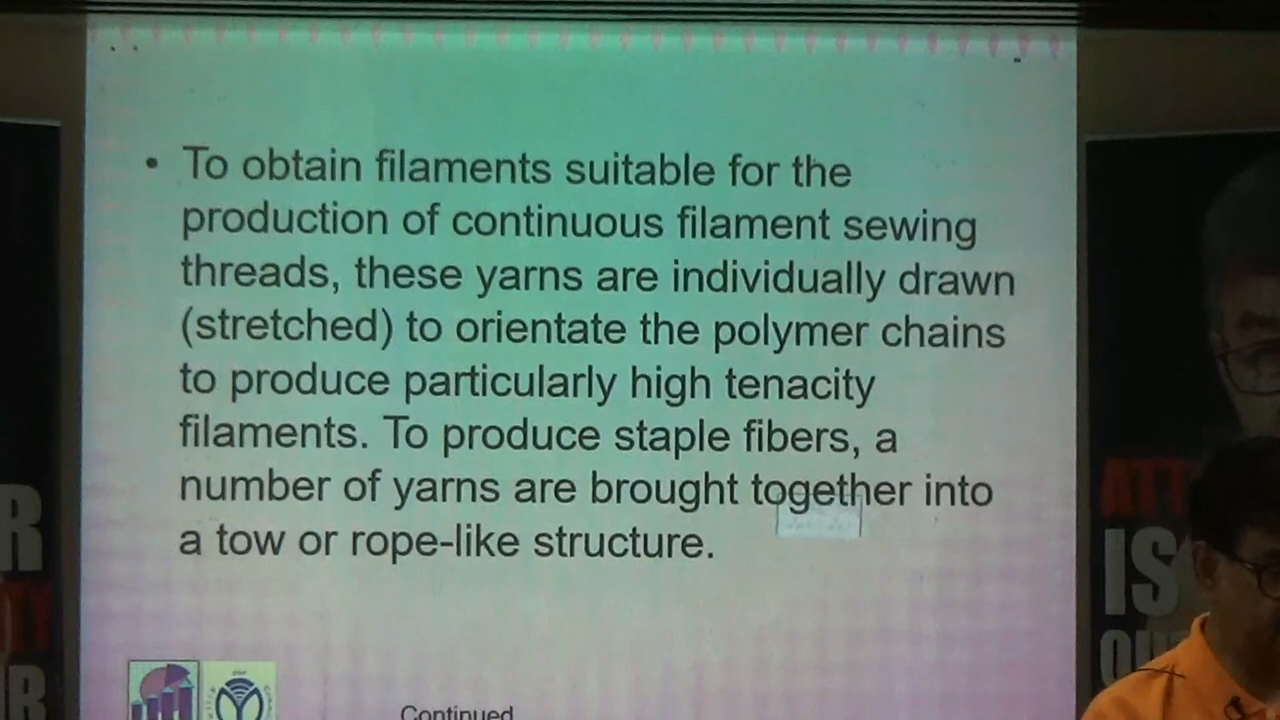 • To obtain filaments suitable for the
production of continuous filament sewing
threads, these yarns are individually drawn
(stretched) to orientate the polymer chains
to produce particularly high tenacity
filaments. To produce staple fibers, a
number of yarns are brought together into
a tow or rope-like structure.
Continued
R
R
IS